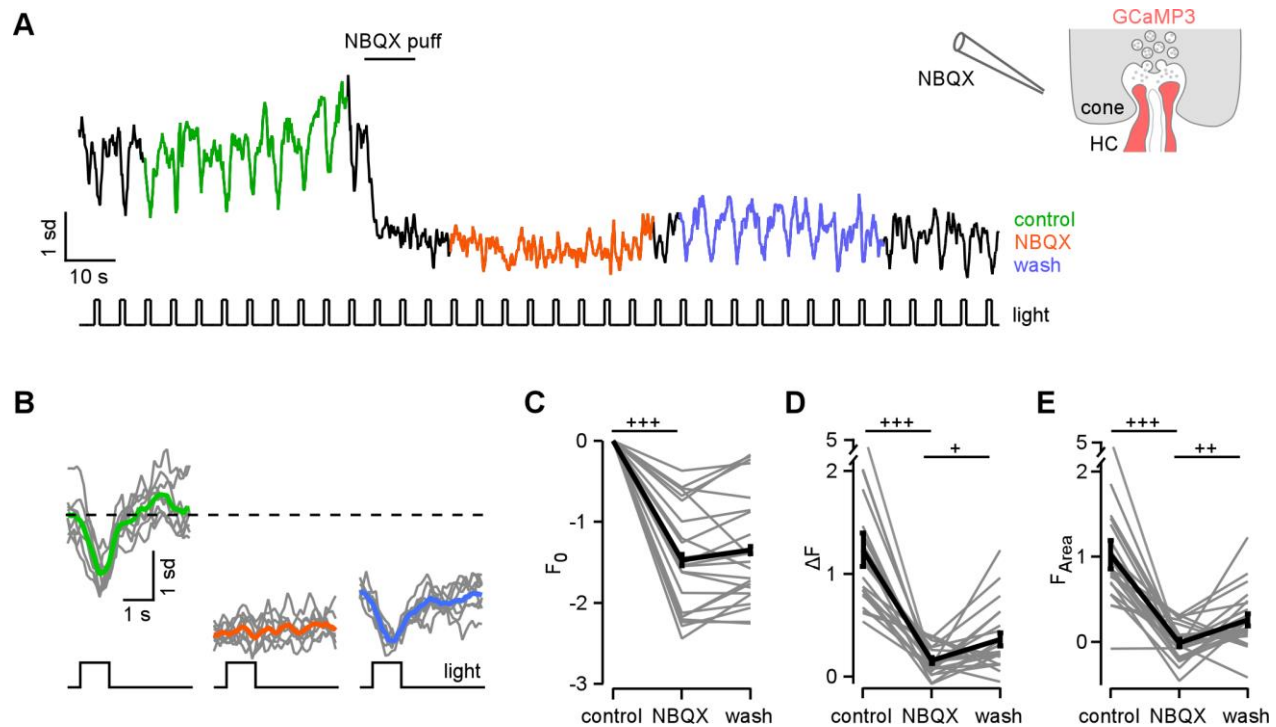 A
NBQX puff
GCaMP3
NBQX
cone
HC
1 sd
10 s
control
NBQX
wash
light
B
1 s
1 sd
light
C
+++
F0
0
-1
-2
-3
control NBQX wash
D
+++
+
ΔF
5
2
1
0
control NBQX wash
E
+++
++
FArea
5
2
1
0
control NBQX wash